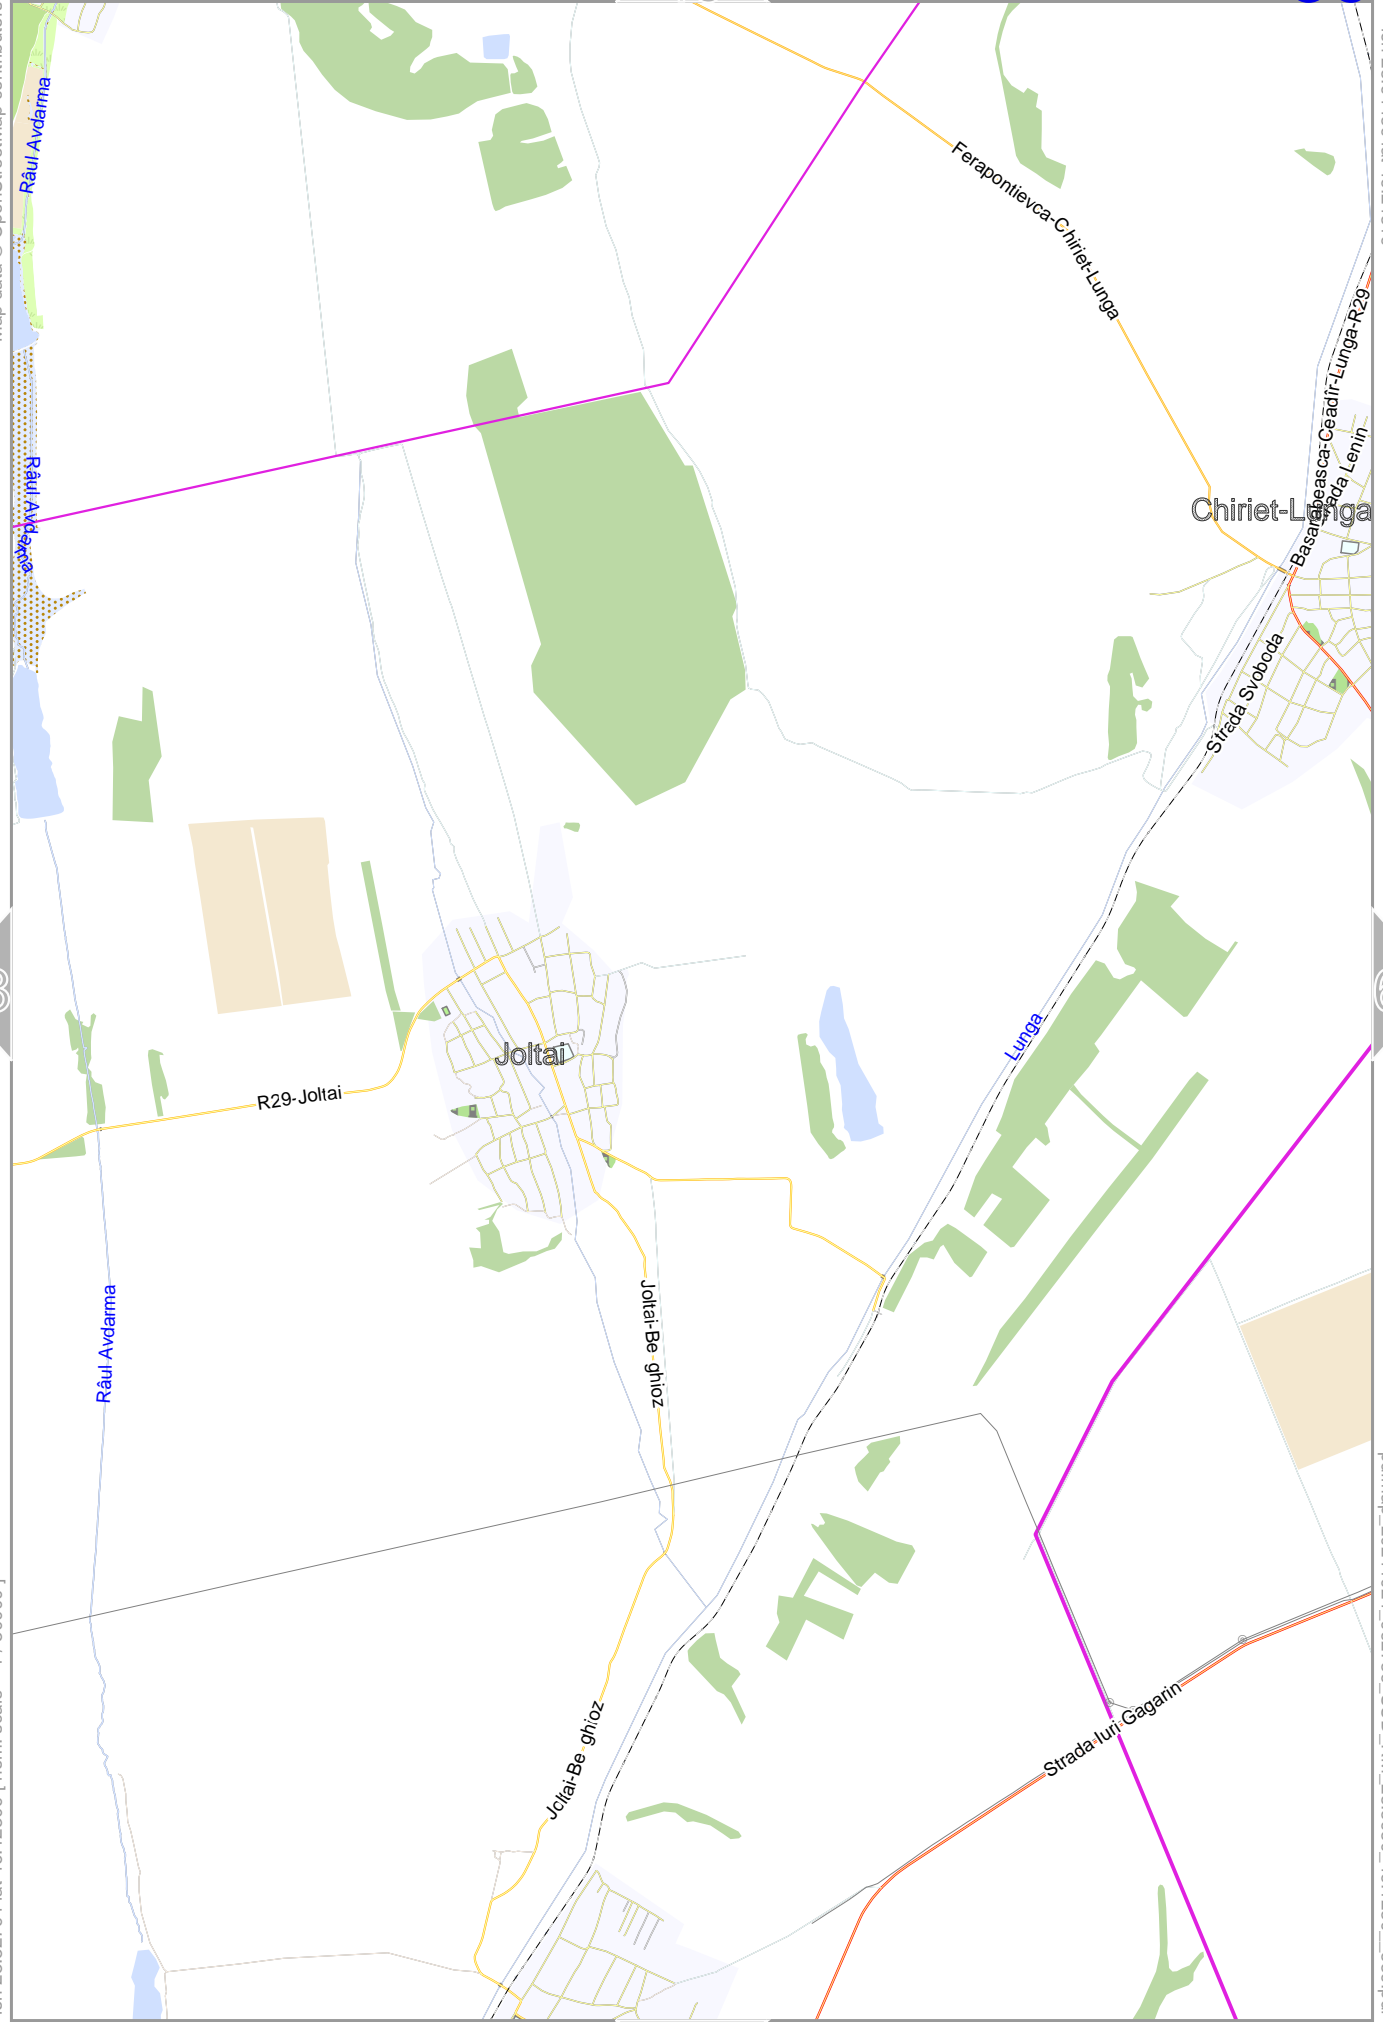 Râul Avdarma
Ferapontievca-Chiriet-Lunga
Basarabeasca-Ceadîr-Lunga-R29
Strada Lenin
Râul Avdarma
Chiriet-Lunga
Strada Svoboda
Joltai
Lunga
R29-Joltai
Râul Avdarma
Joltai-Be ghioz
Strada Iuri Gagarin
Joltai-Be ghioz